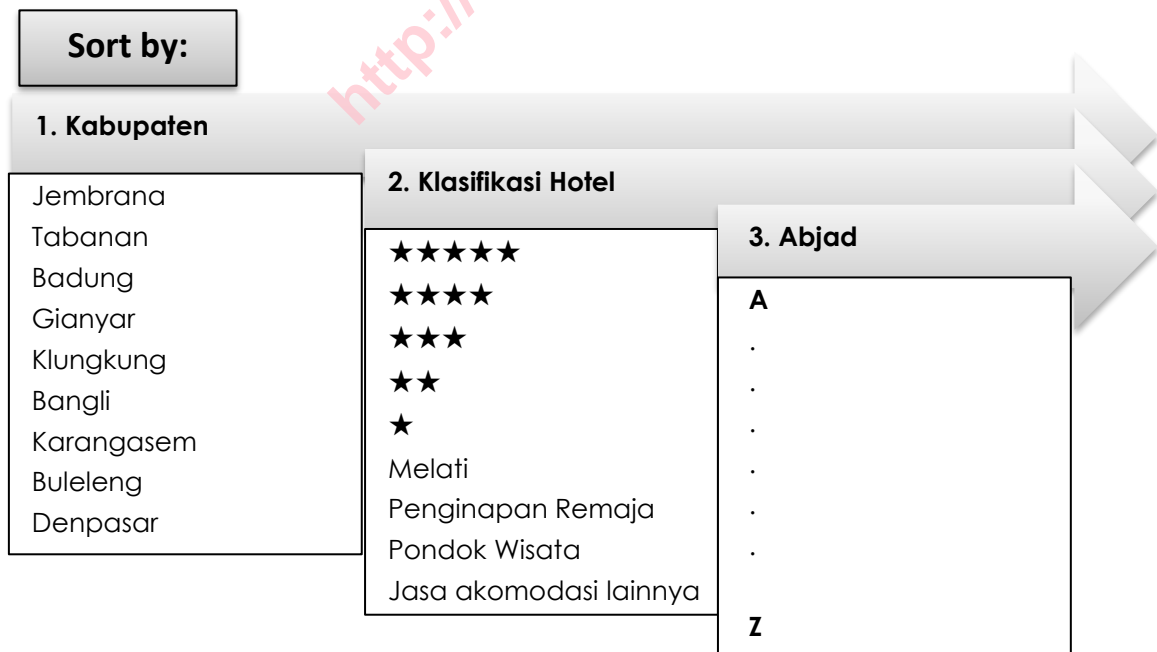 Sort by:
http:/
1. Kabupaten
Jembrana
Tabanan
Badung
Gianyar
Klungkung
Bangli
Karangasem
Buleleng
Denpasar
2. Klasifikasi Hotel
★★★★★
★★★★
★★★
★★
★
Melati
Penginapan Remaja
Pondok Wisata
Jasa akomodasi lainnya
3. Abjad
A
.
.
.
.
.
.
Z